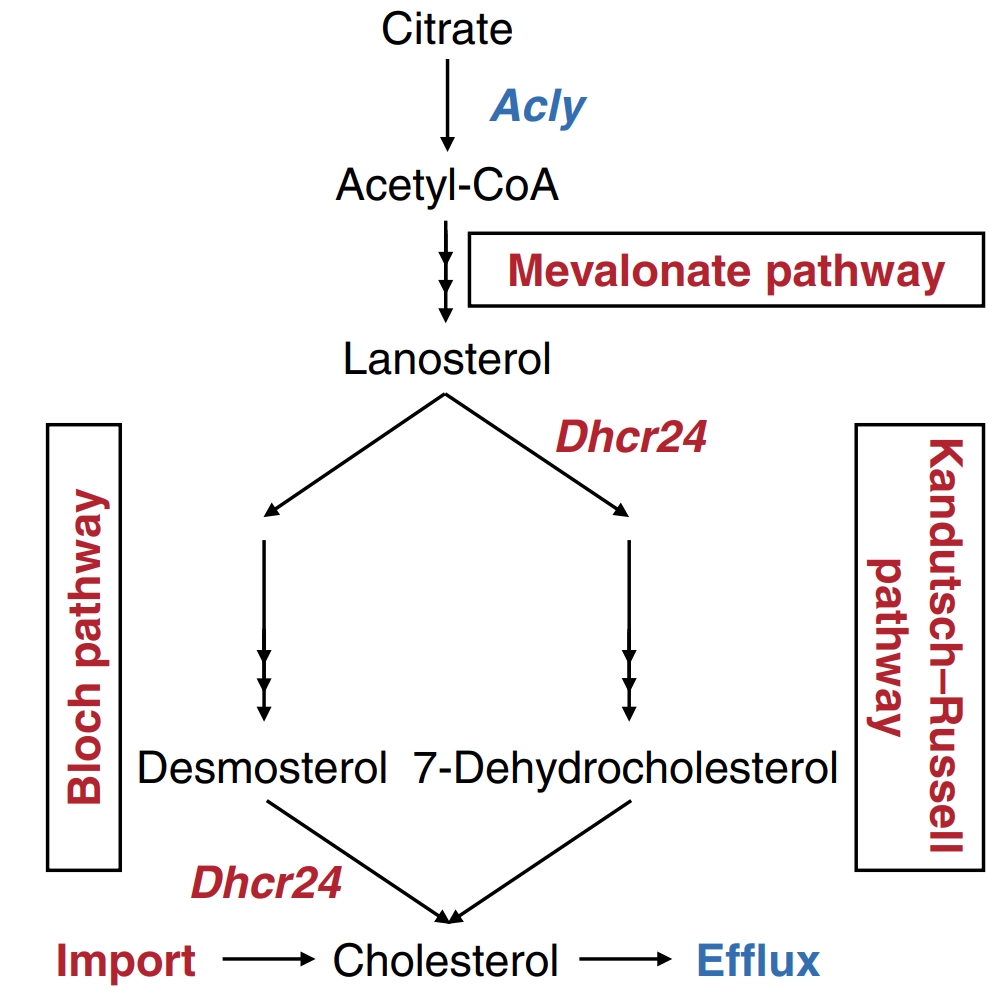 Citrate
Acly
Acetyl-CoA
Mevalonate pathway
Lanosterol
Dhcr24
Bloch pathway
Kandutsch–Russell
pathway
Desmosterol
7-Dehydrocholesterol
Dhcr24
Import
Cholesterol
Efflux